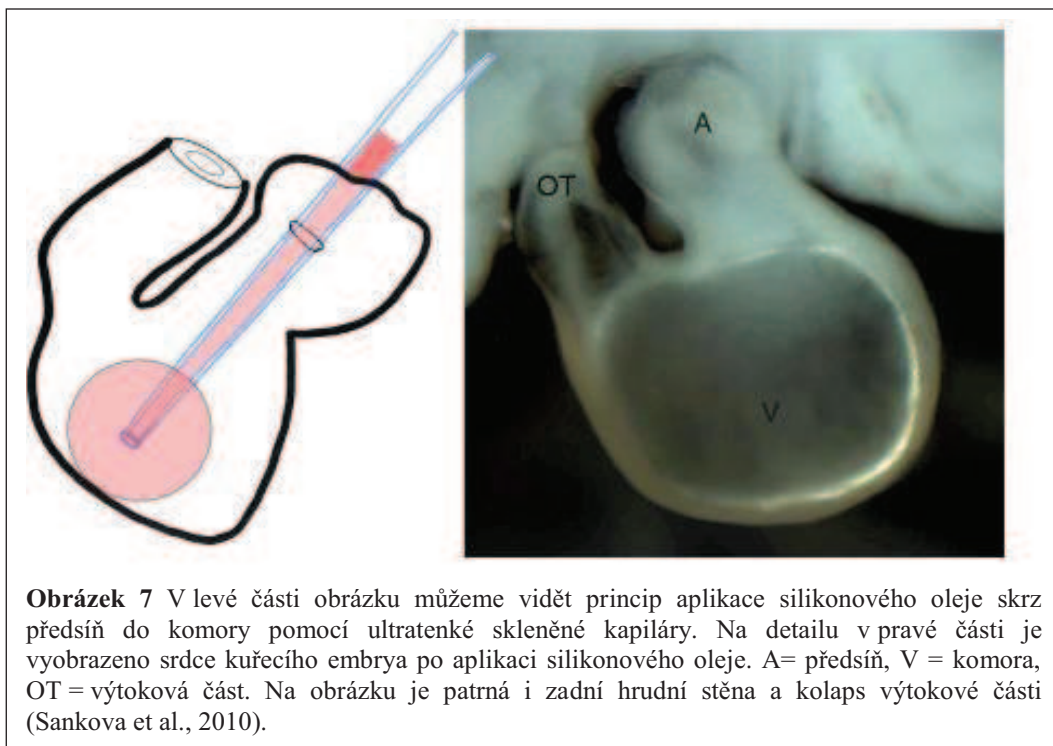 A
OT
V
Obrázek 7 V levé části obrázku můžeme vidět princip aplikace silikonového oleje skrz
předsíň do komory pomocí ultratenké skleněné kapiláry. Na detailu v pravé části je
vyobrazeno srdce kuřecího embrya po aplikaci silikonového oleje. A= předsíň, V = komora,
OT = výtoková část. Na obrázku je patrná i zadní hrudní stěna a kolaps výtokové části
(Sankova et al., 2010).